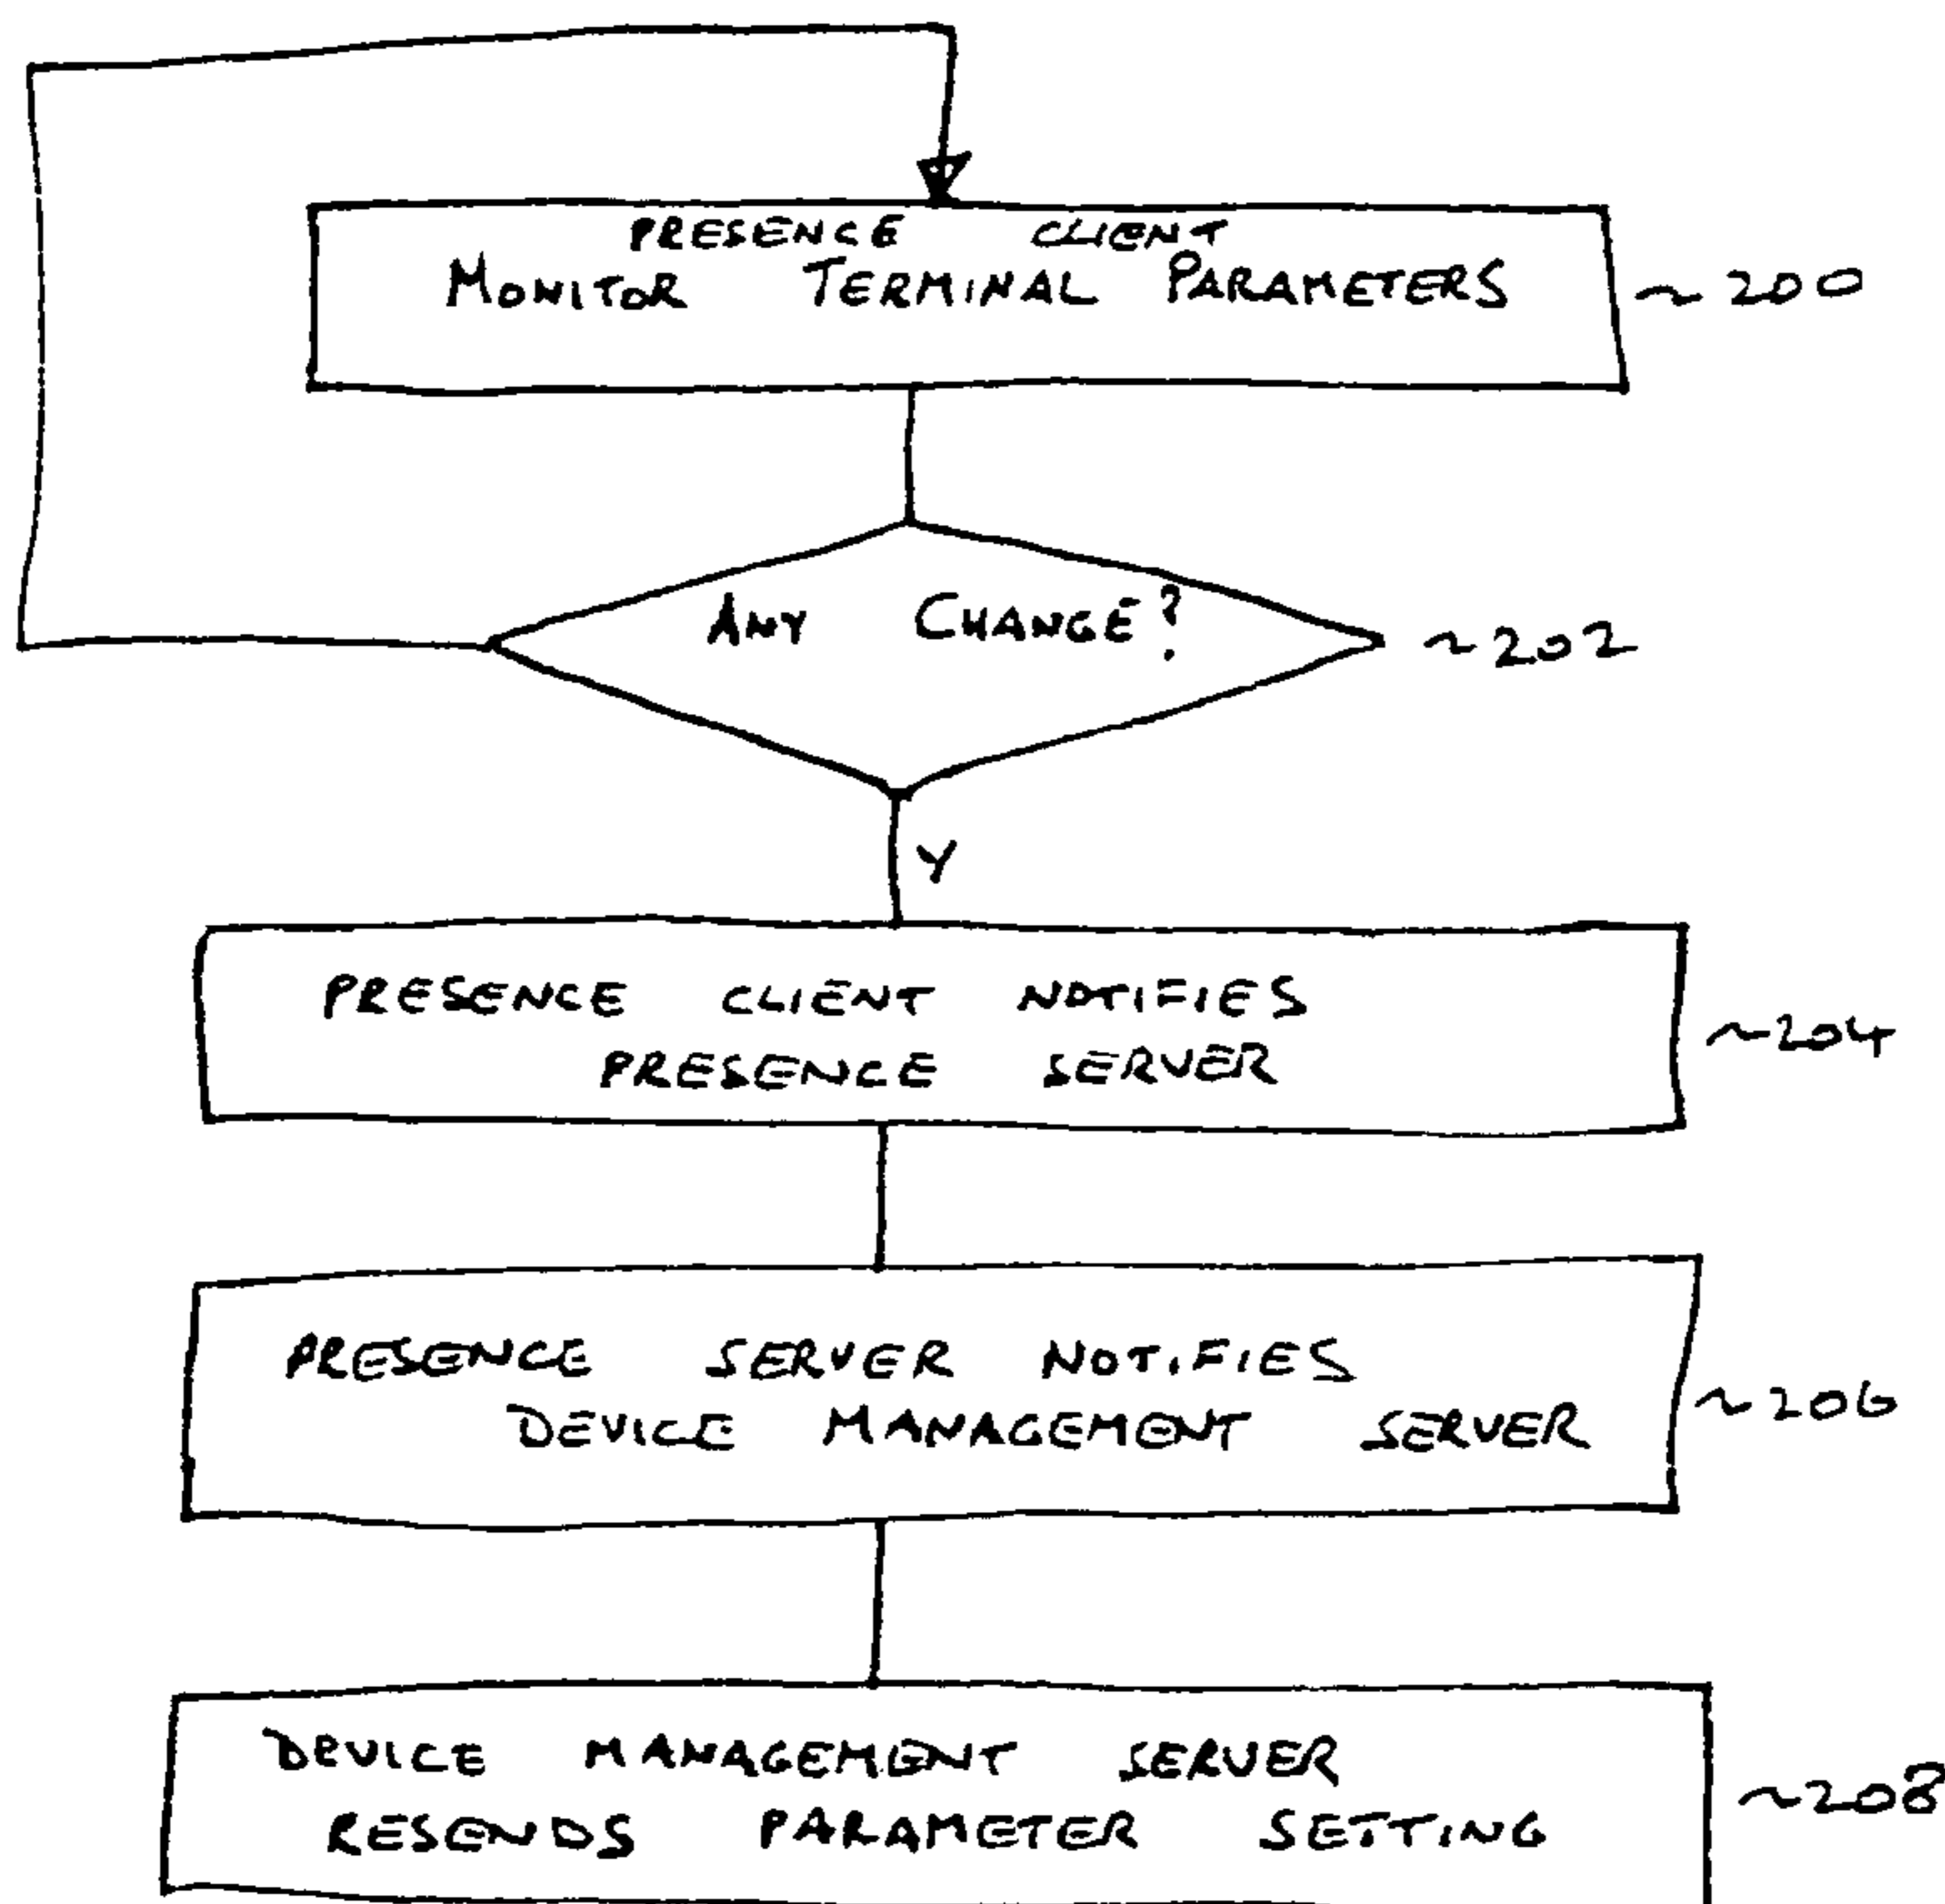 PRESENCE CLIENT
MONITOR TERMINAL PARAMETERS
~200
ANY CHANGE?
~202
Y
PRESENCE CLIENT NOTIFIES
PRESENCE SERVER
~204
PRESENCE SERVER NOTIFIES
DEVICE MANAGEMENT SERVER
~206
DEVICE MANAGEMENT SERVER
RESENDS PARAMETER SETTING
~208